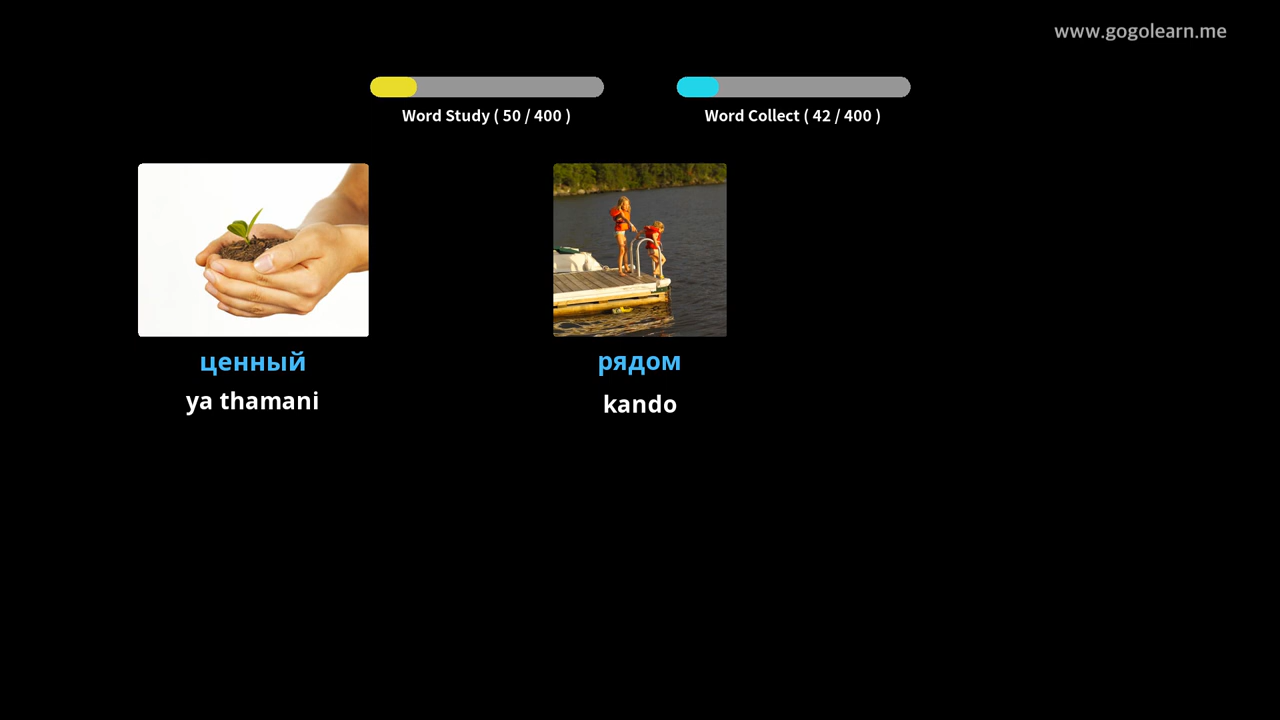 www.gogolearn.me
Word Study ( 50 / 400 )
Word Collect ( 42 / 400 )
ценный
ya thamani
рядом
kando